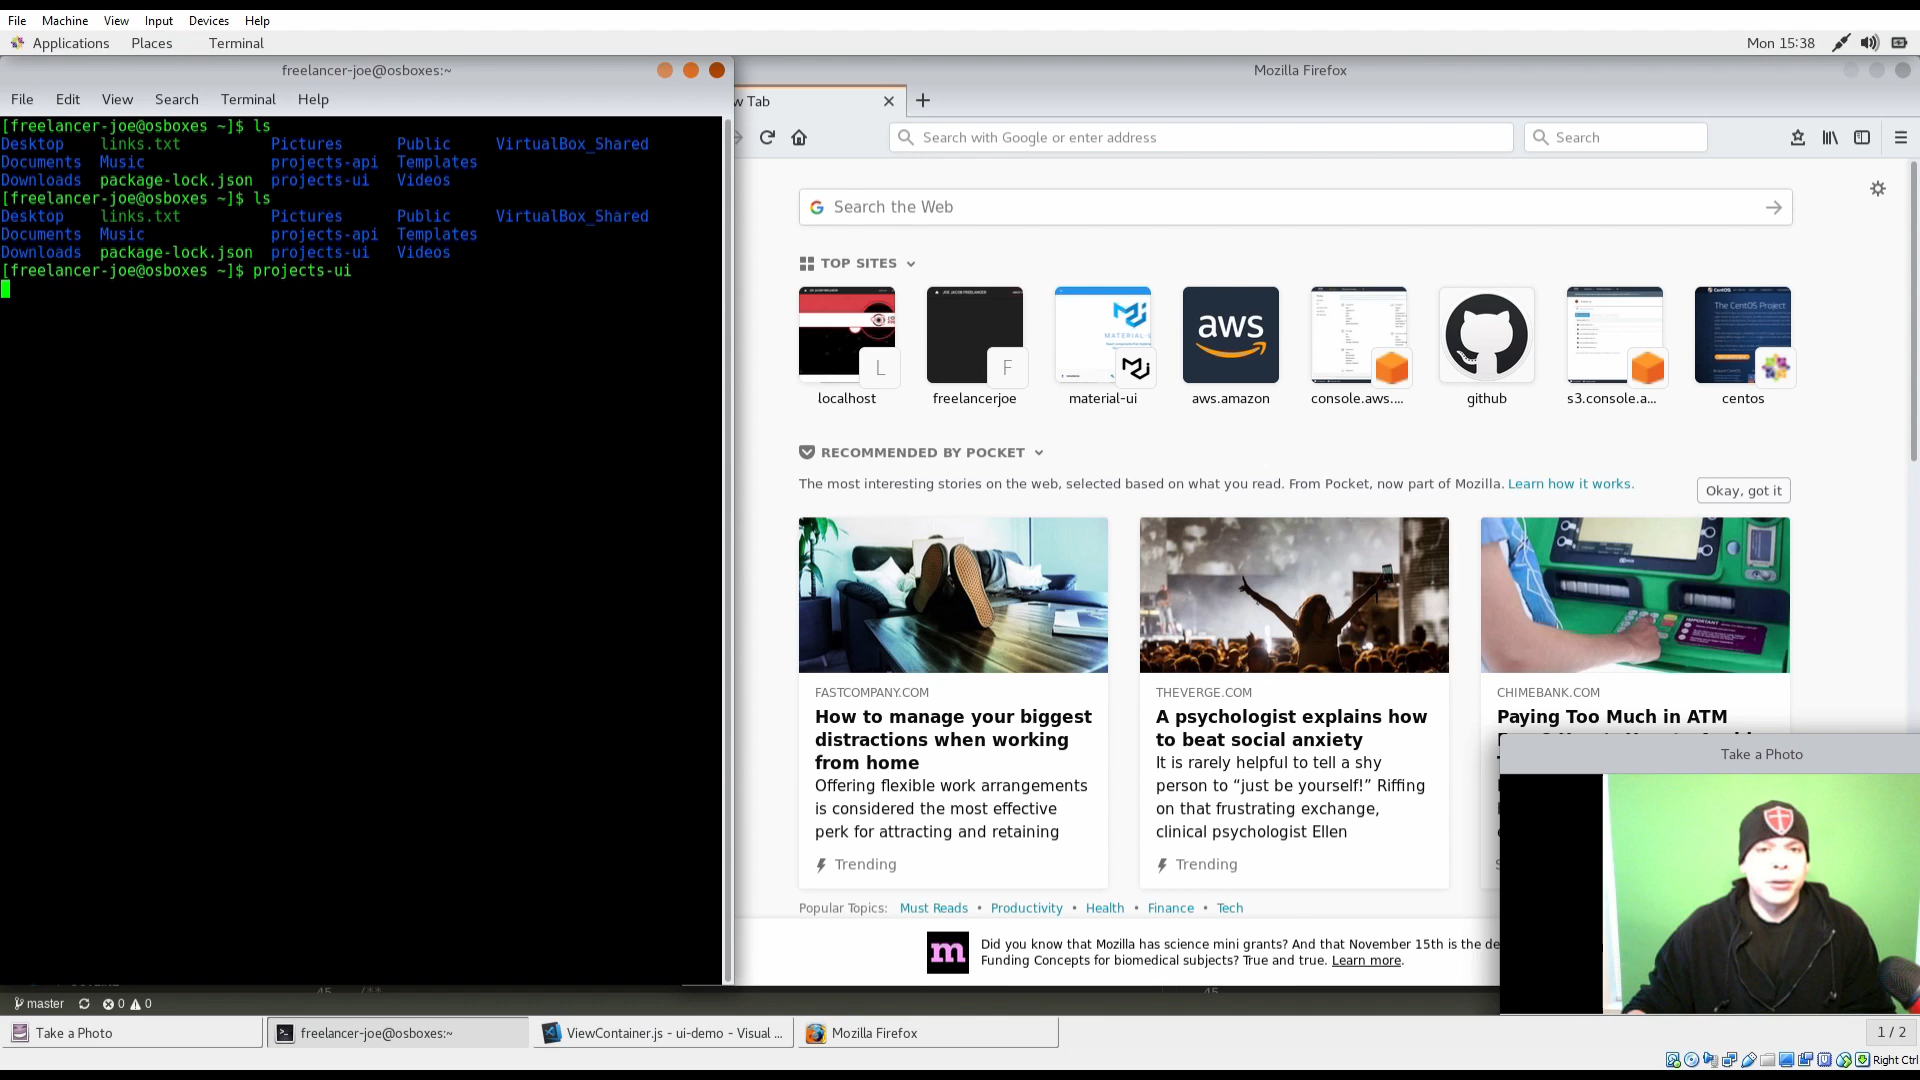 File Machine View Input Devices Help
Applications Places Terminal Mon 15:38
freelancer-joe@osboxes:~
File Edit View Search Terminal Help
[freelancer-joe@osboxes ~]$ ls
Desktop links.txt Pictures Public VirtualBox_Shared
Documents Music projects-api Templates
Downloads package-lock.json projects-ui Videos
[freelancer-joe@osboxes ~]$ ls
Desktop links.txt Pictures Public VirtualBox_Shared
Documents Music projects-api Templates
Downloads package-lock.json projects-ui Videos
[freelancer-joe@osboxes ~]$ projects-ui
Mozilla Firefox
w Tab
Search with Google or enter address
Search
Search the Web
TOP SITES
L F
aws
localhost freelancerjoe material-ui aws.amazon console.aws.... github s3.console.a... centos
RECOMMENDED BY POCKET
The most interesting stories on the web, selected based on what you read. From Pocket, now part of Mozilla. Learn how it works.
Okay, got it
FASTCOMPANY.COM
How to manage your biggest
distractions when working
from home
Offering flexible work arrangements
is considered the most effective
perk for attracting and retaining
Trending
THEVERGE.COM
A psychologist explains how
to beat social anxiety
It is rarely helpful to tell a shy
person to “just be yourself!” Riffing
on that frustrating exchange,
clinical psychologist Ellen
Trending
CHIMEBANK.COM
Paying Too Much in ATM
Popular Topics: Must Reads • Productivity • Health • Finance • Tech
m
Did you know that Mozilla has science mini grants? And that November 15th is the de
Funding Concepts for biomedical subjects? True and true. Learn more.
Take a Photo
master 0 0
Take a Photo
freelancer-joe@osboxes:~
ViewContainer.js - ui-demo - Visual ...
Mozilla Firefox
1 / 2
Right Ctrl